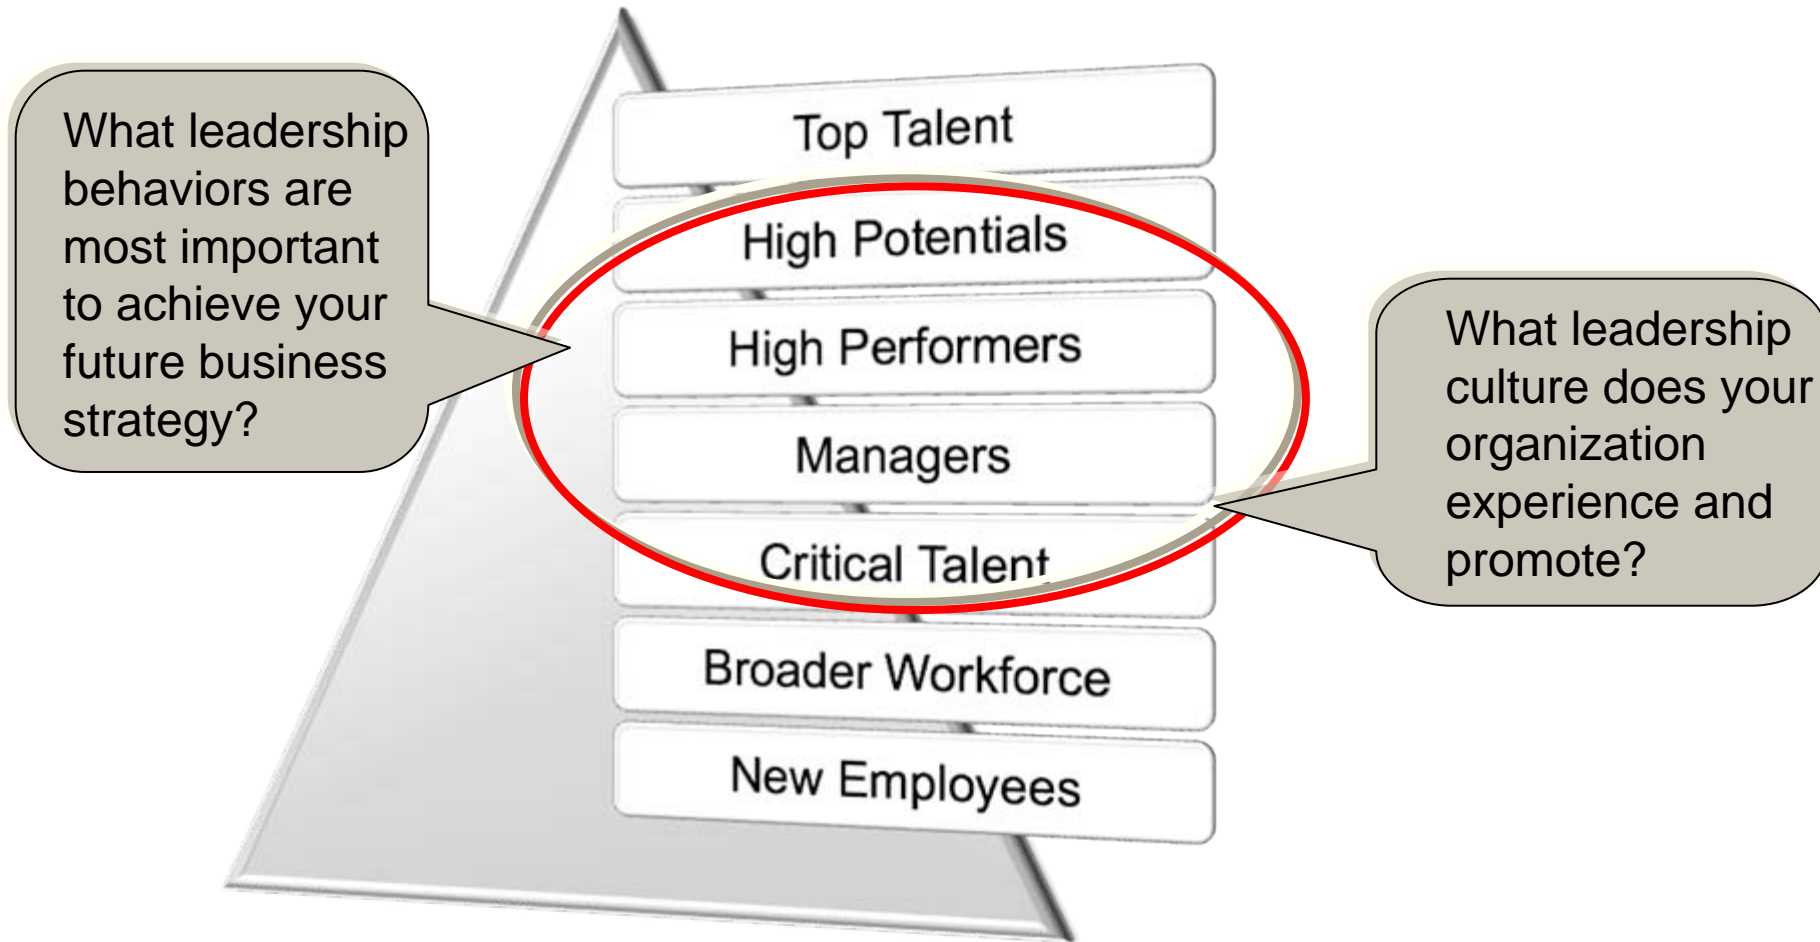 What leadership
behaviors are
most important
to achieve your
future business
strategy?
Top Talent
High Potentials
High Performers
Managers
Critical Talent
Broader Workforce
New Employees
What leadership
culture does your
organization
experience and
promote?